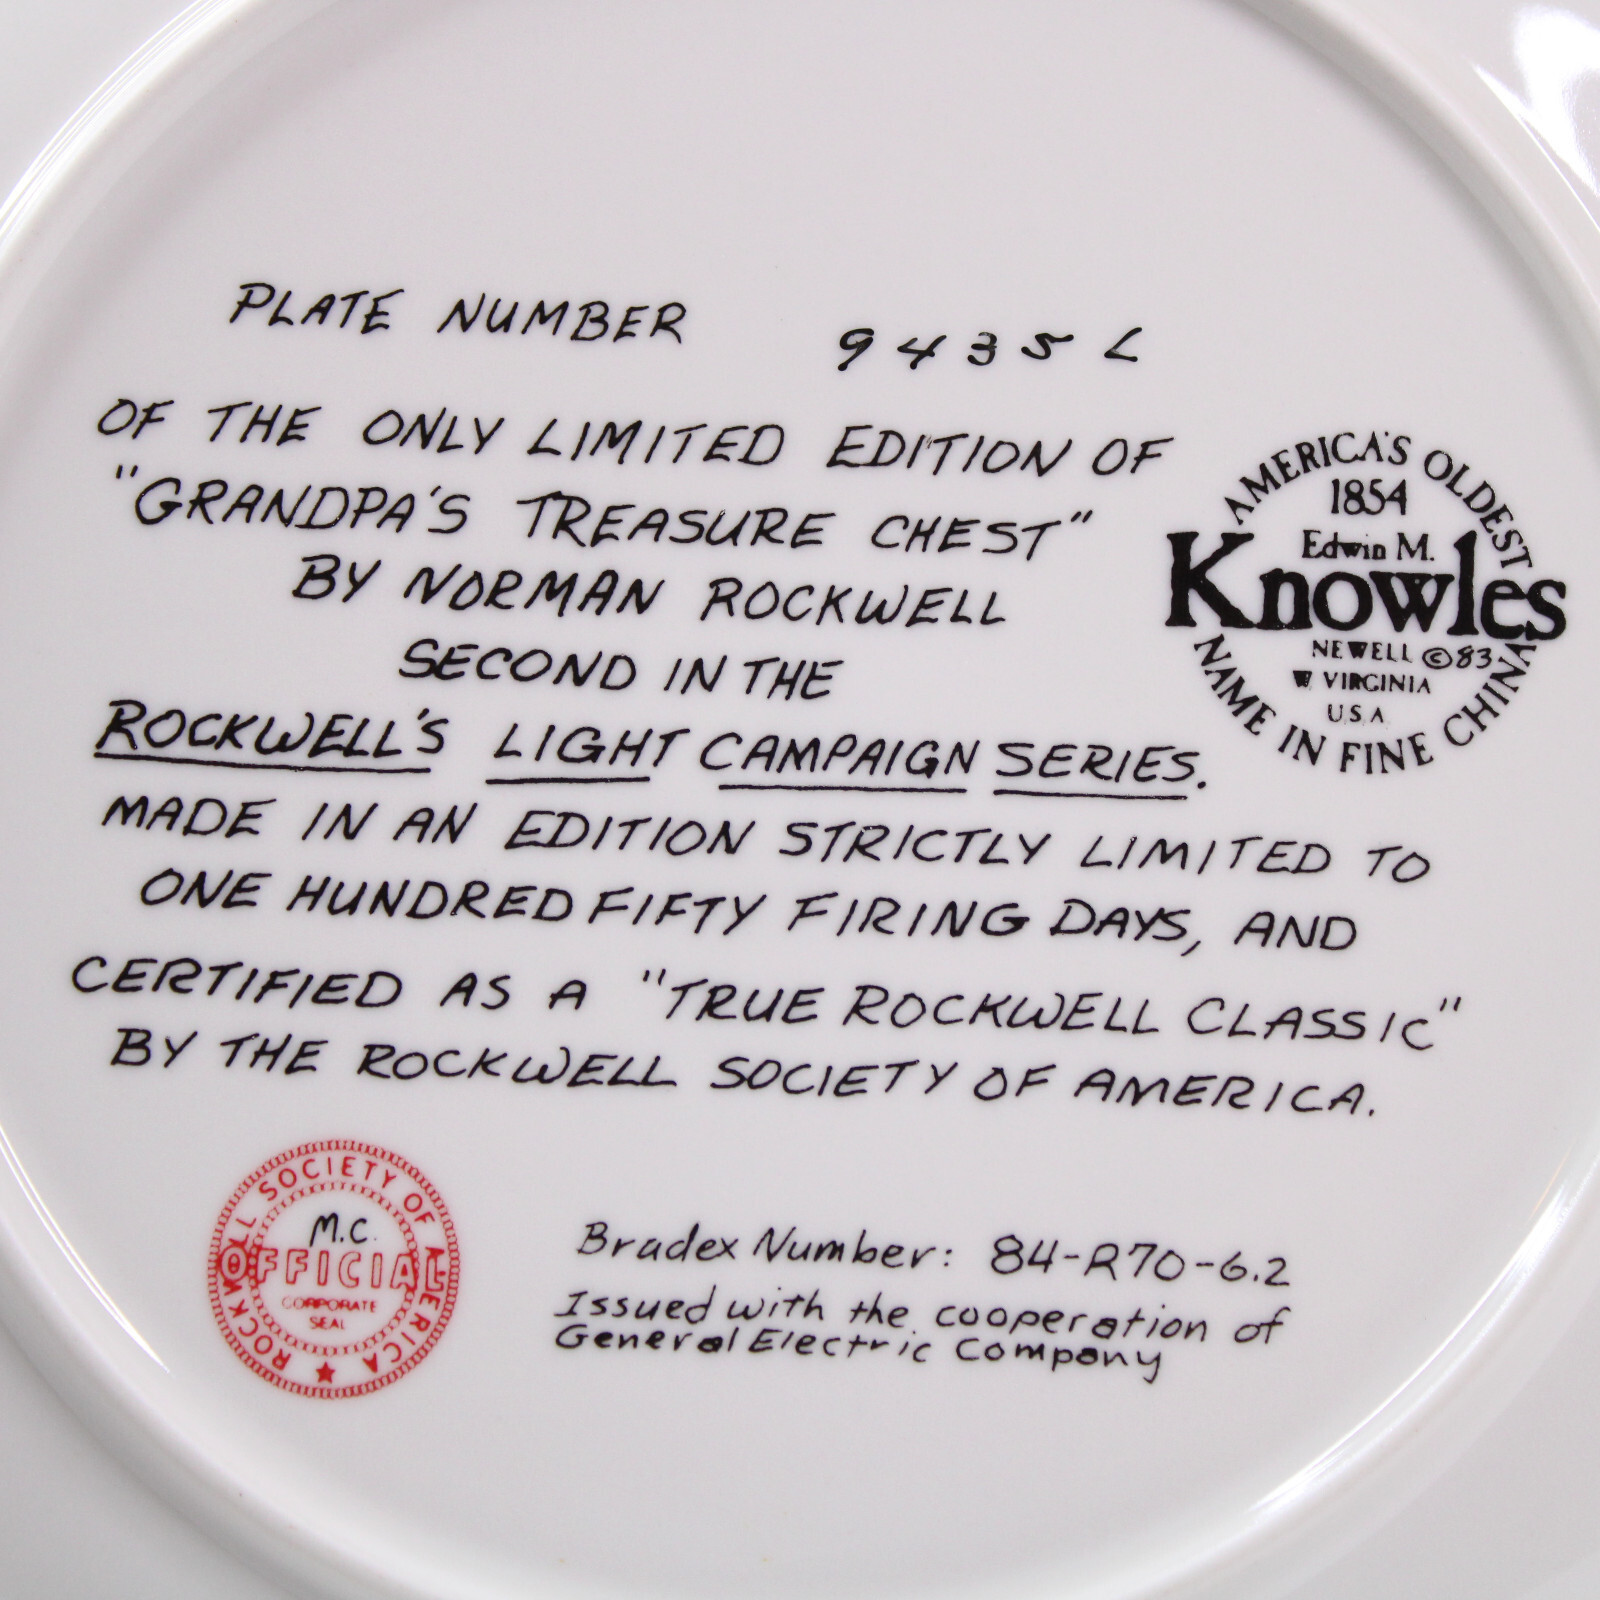 PLATE NUMBER 9435 L
OF THE ONLY LIMITED EDITION OF
"GRANDPA'S TREASURE CHEST"
BY NORMAN ROCKWELL
SECOND IN THE
ROCKWELL'S LIGHT CAMPAIGN SERIES.
MADE IN AN EDITION STRICTLY LIMITED TO
ONE HUNDRED FIFTY FIRING DAYS, AND
CERTIFIED AS A "TRUE ROCKWELL CLASSIC"
BY THE ROCKWELL SOCIETY OF AMERICA.
AMERICA'S OLDEST
1854
Edwin M.
Knowles
NEWELL ©83
W VIRGINIA
U.S.A.
NAME IN FINE CHINA
ROCKWELL SOCIETY OF AMERICA
M.C.
OFFICIAL
CORPORATE
SEAL
Bradex Number: 84-R70-6.2
Issued with the cooperation of
General Electric Company